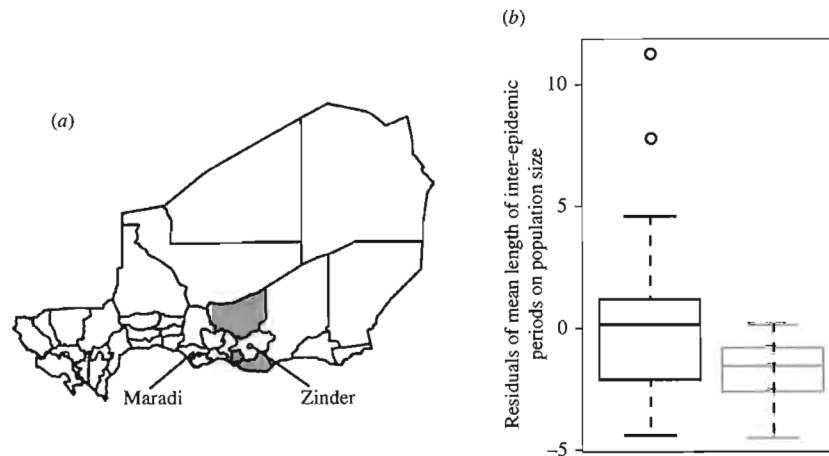 (a)
Maradi
Zinder
(b)
Residuals of mean length of inter-epidemic
periods on population size
10
5
0
−5